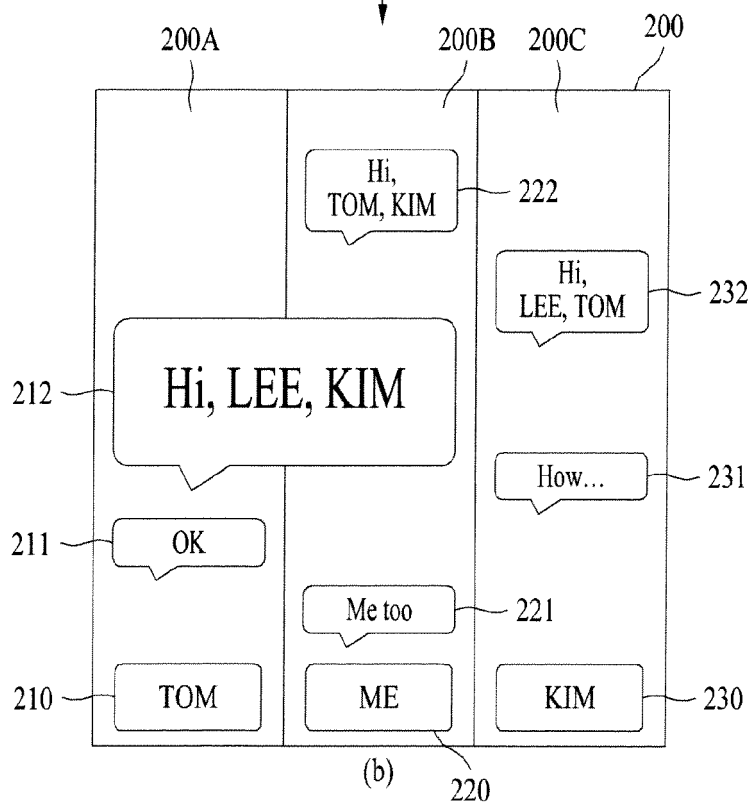 200A
200B
200C
200
Hi,
TOM, KIM
222
Hi,
LEE, TOM
232
212
Hi, LEE, KIM
How...
231
211
OK
Me too
221
210
TOM
ME
KIM
230
(b)
220